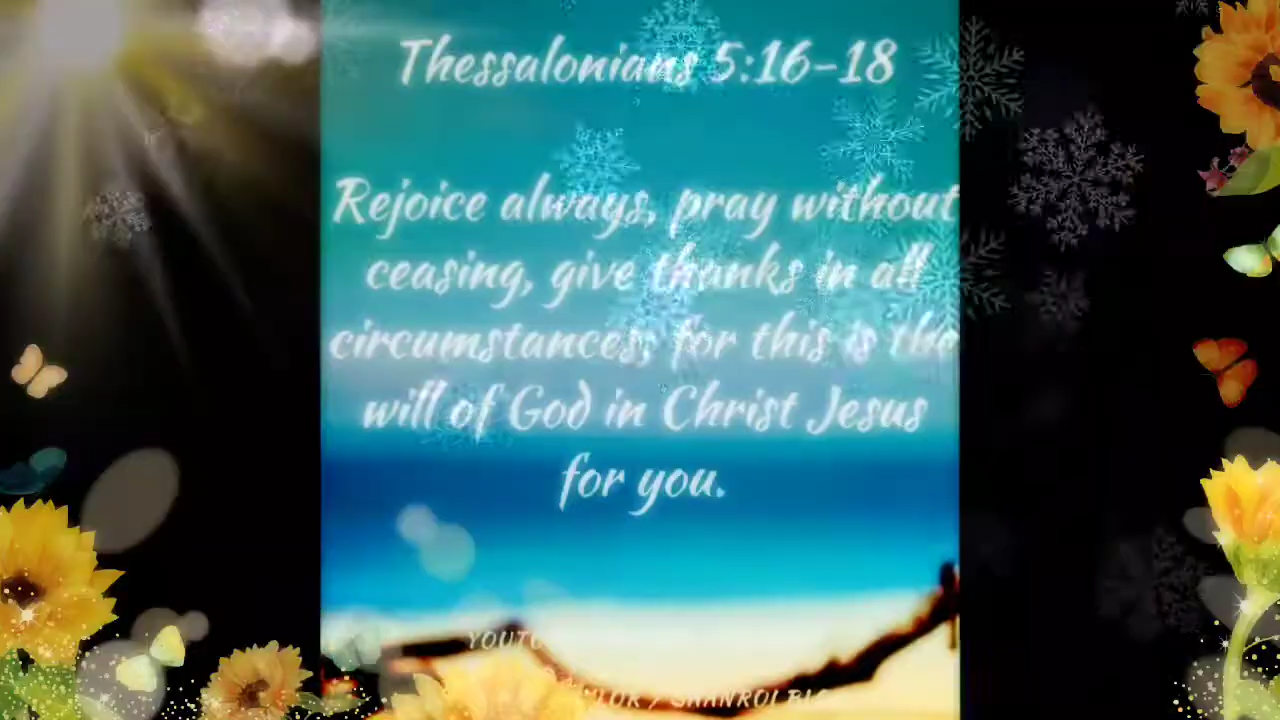 Thessalonians 5:16-18
Rejoice always, pray without
ceasing, give thanks in all
circumstances; for this is the
will of God in Christ Jesus
for you.